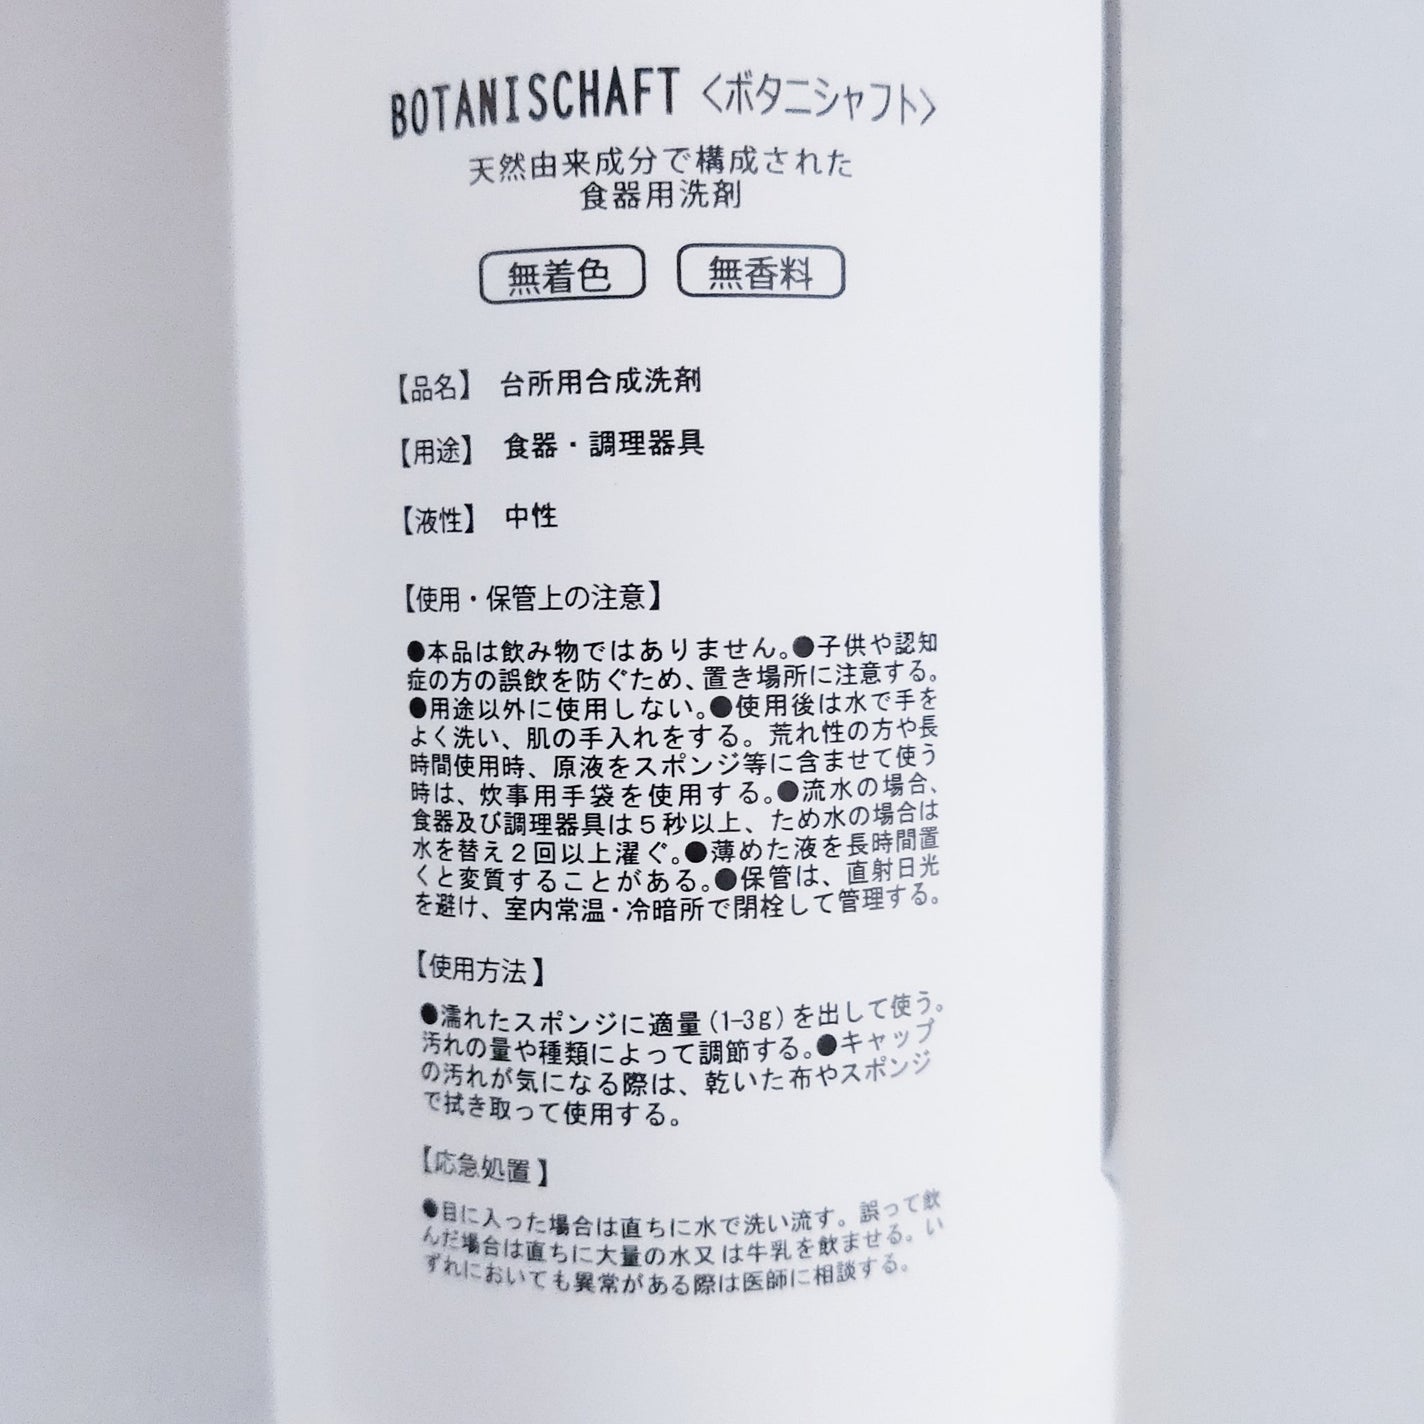 BOTANISCHAFT 〈ボタニシャフト〉
天然由来成分で構成された
食器用洗剤
無着色 無香料
【品名】 台所用合成洗剤
【用途】 食器・調理器具
【液性】 中性
【使用・保管上の注意】
●本品は飲み物ではありません。●子供や認知
症の方の誤飲を防ぐため、置き場所に注意する。
●用途以外に使用しない。●使用後は水で手を
よく洗い、肌の手入れをする。荒れ性の方や長
時間使用時、原液をスポンジ等に含ませて使う
時は、炊事用手袋を使用する。●流水の場合、
食器及び調理器具は５秒以上、ため水の場合は
水を替え２回以上濯ぐ。●薄めた液を長時間置
くと変質することがある。●保管は、直射日光
を避け、室内常温・冷暗所で閉栓して管理する。
【使用方法】
●濡れたスポンジに適量(1-3g)を出して使う。
汚れの量や種類によって調節する。●キャップ
の汚れが気になる際は、乾いた布やスポンジ
で拭き取って使用する。
【応急処置】
●目に入った場合は直ちに水で洗い流す。誤って飲
んだ場合は直ちに大量の水又は牛乳を飲ませる。い
ずれにおいても異常がある際は医師に相談する。